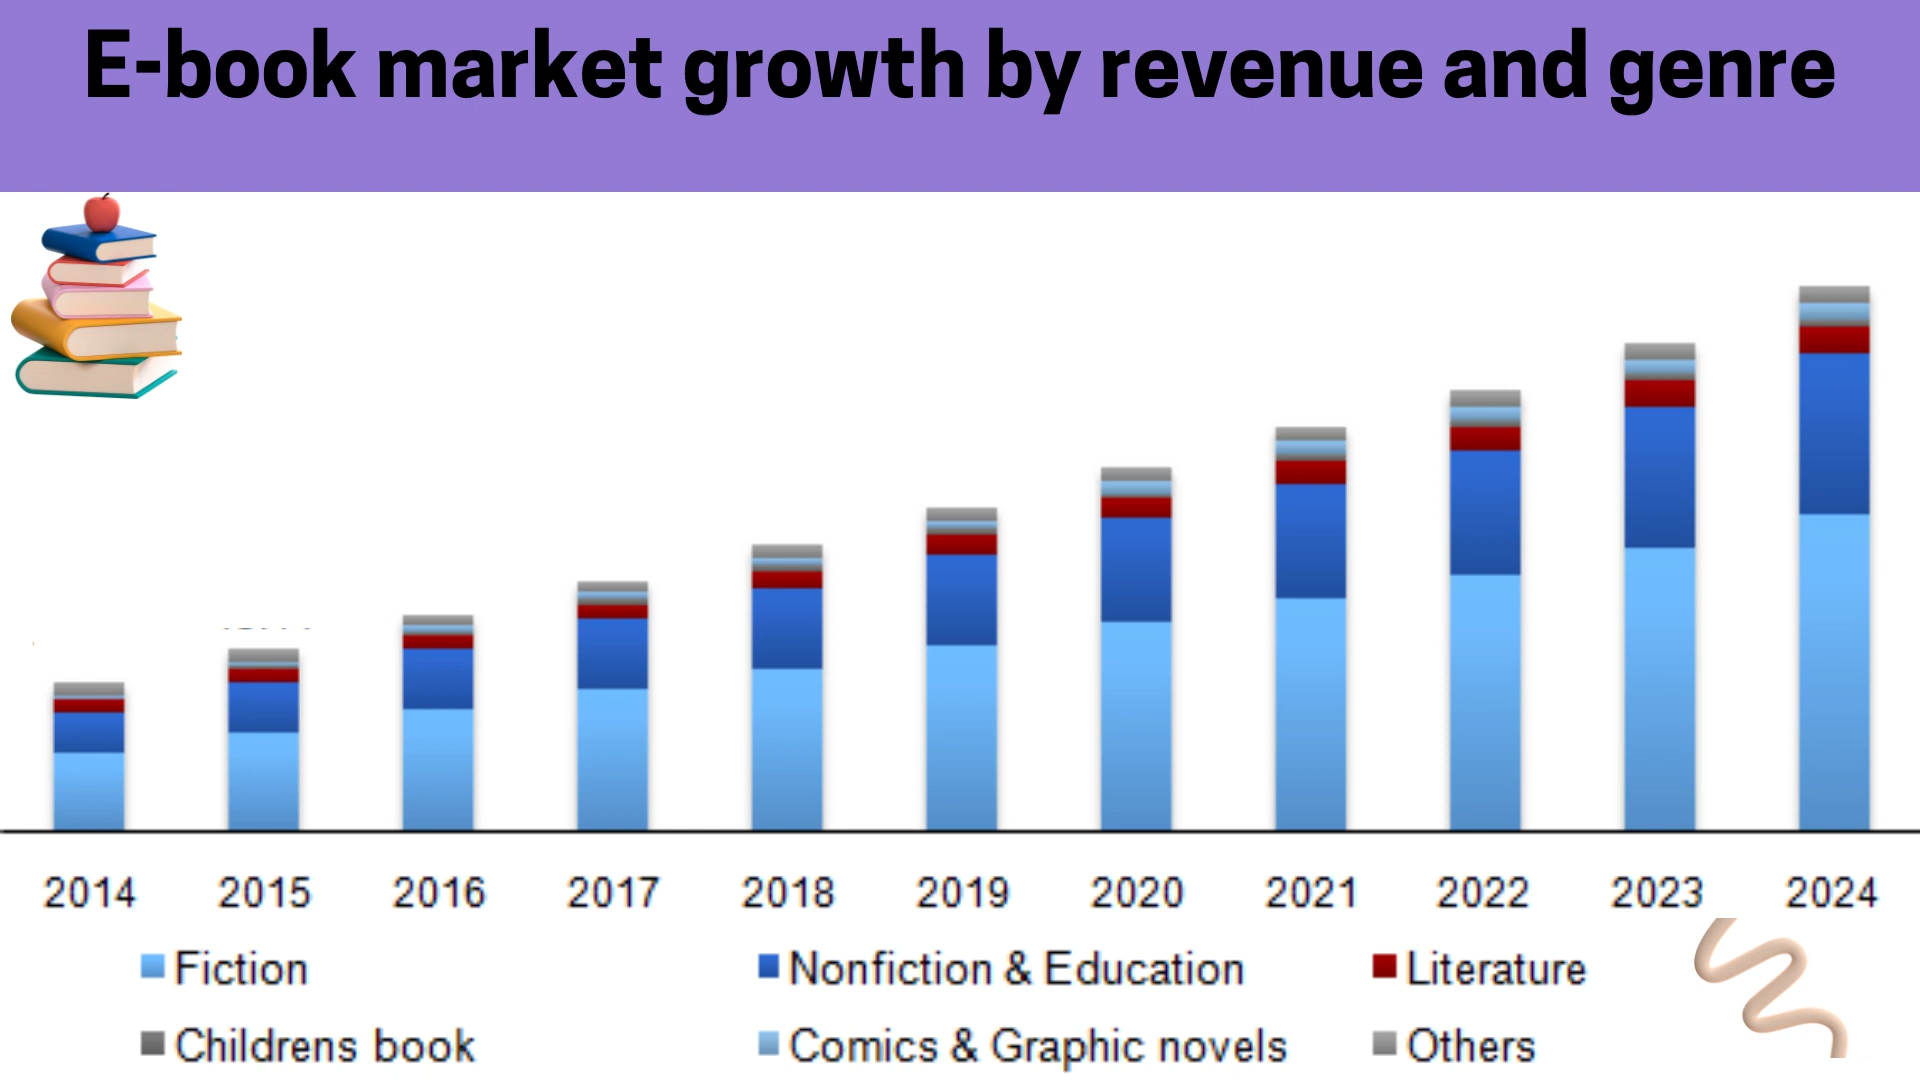 E-book market growth by revenue and genre
2014 2015 2016 2017 2018 2019 2020 2021 2022 2023 2024
Fiction Nonfiction & Education Literature
Childrens book Comics & Graphic novels Others